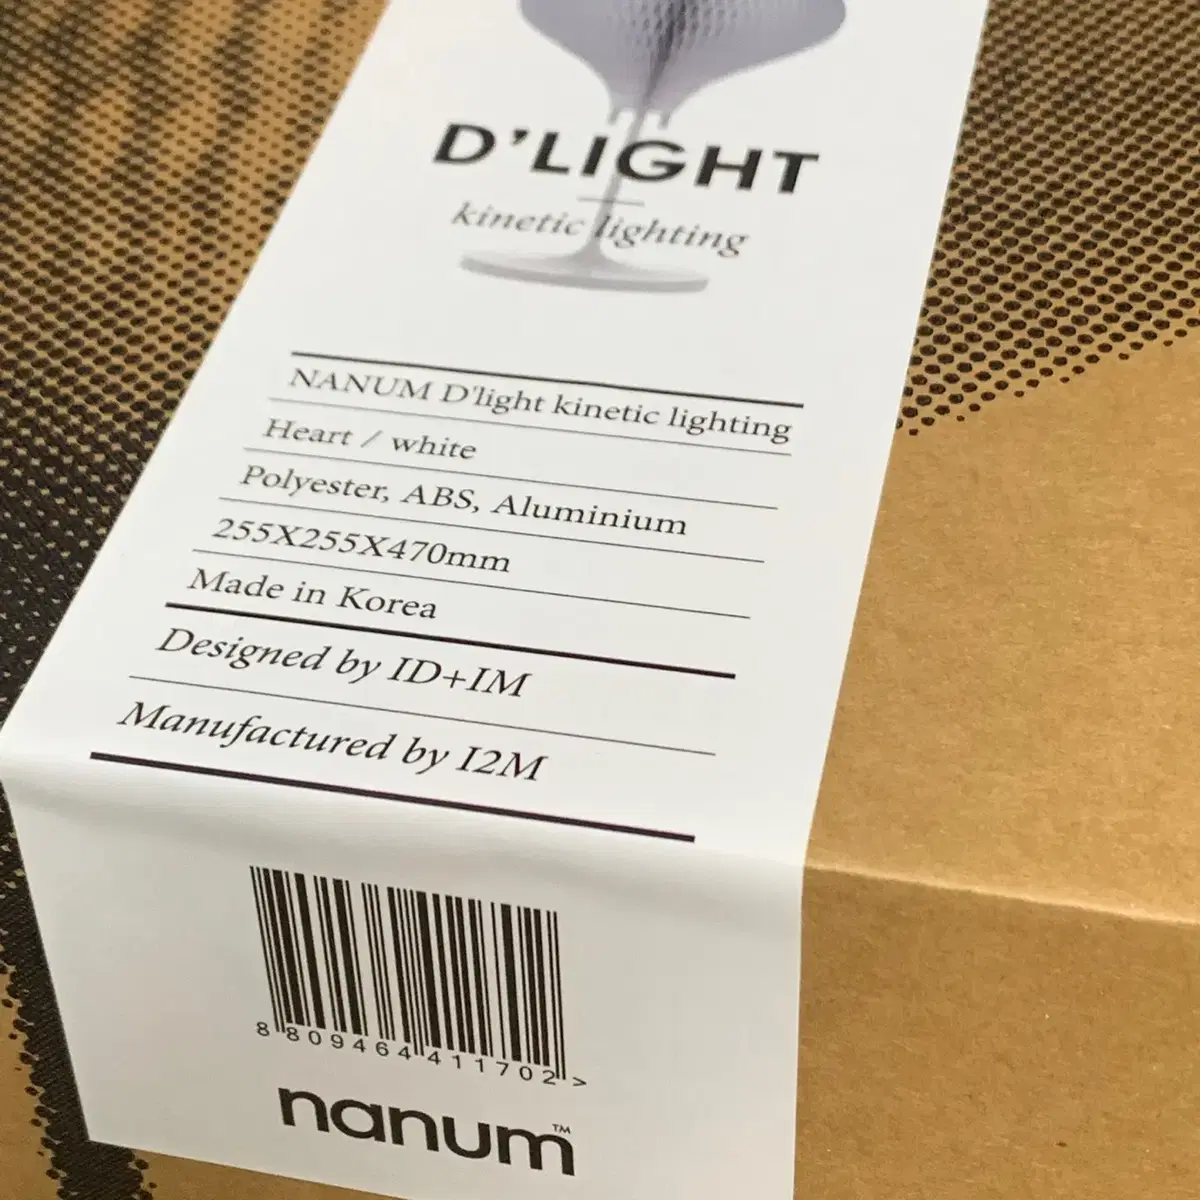 D'LIGHT
kinetic lighting
NANUM D'light kinetic lighting
Heart / white
Polyester, ABS, Aluminium
255X255X470mm
Made in Korea
Designed by ID+IM
Manufactured by I2M
8 809464 411702 >
nanum™